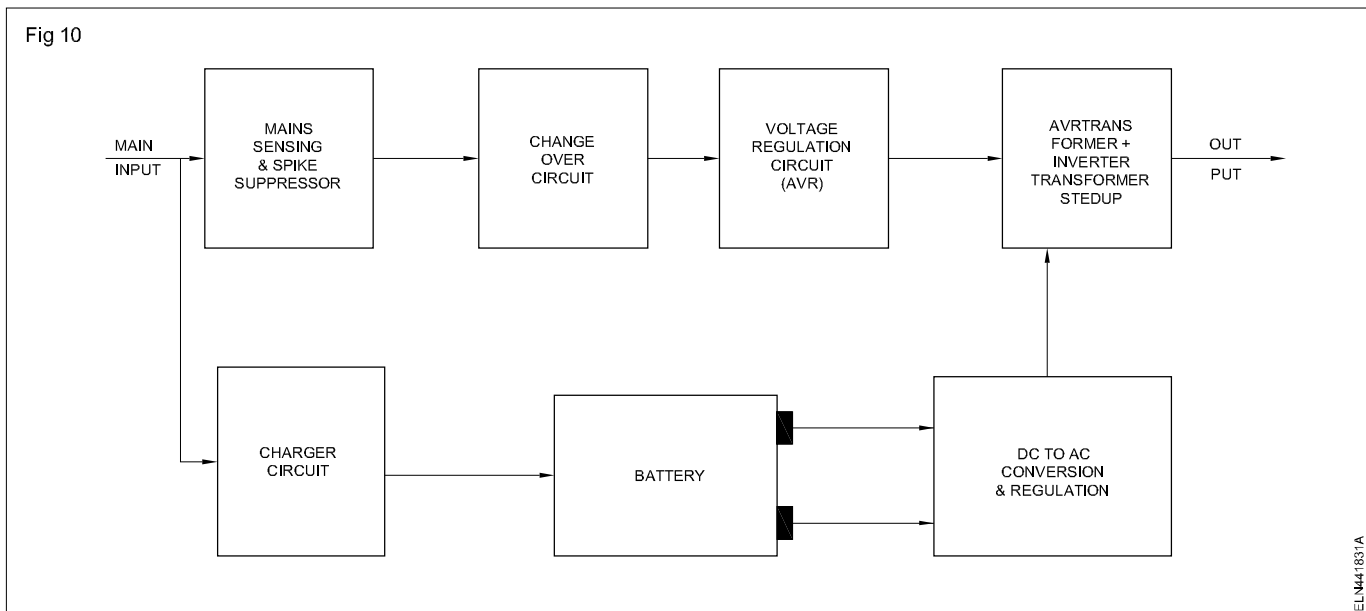 Fig 10
MAIN
INPUT
MAINS
SENSING
& SPIKE
SUPPRESSOR
CHANGE
OVER
CIRCUIT
VOLTAGE
REGULATION
CIRCUIT
(AVR)
AVRTRANS
FORMER +
INVERTER
TRANSFORMER
STEDUP
OUT
PUT
CHARGER
CIRCUIT
BATTERY
DC TO AC
CONVERSION
& REGULATION
ELN441831A